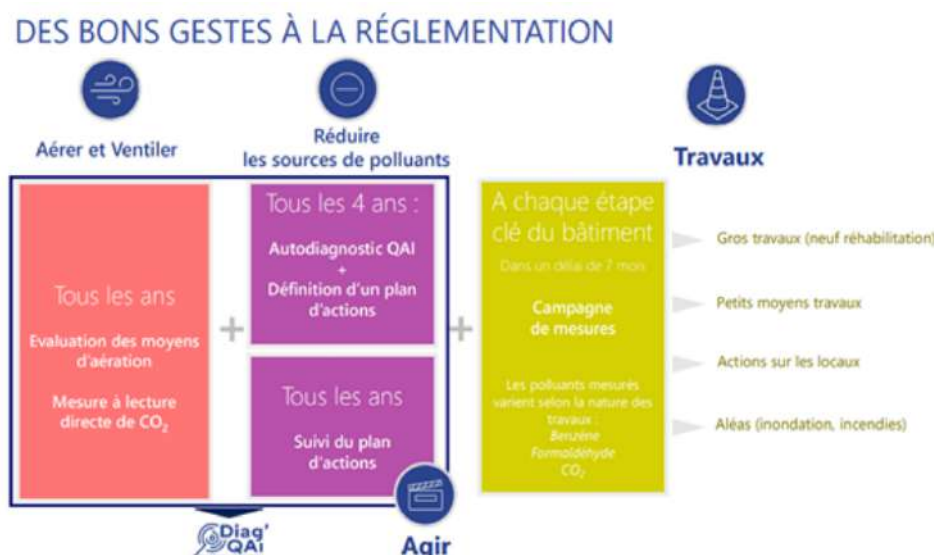 DES BONS GESTES À LA RÉGLEMENTATION
Aérer et Ventiler
Réduire
les sources de polluants
Travaux
Tous les ans
Evaluation des moyens
d'aération
Mesure à lecture
directe de CO₂
+
Tous les 4 ans :
Autodiagnostic QAI
+
Définition d'un plan
d'actions
Tous les ans
Suivi du plan
d'actions
+
A chaque étape
clé du bâtiment
Dans un délai de 7 mois
Campagne
de mesures
Les polluants mesurés
varient selon la nature des
travaux :
Benzène
Formaldéhyde
CO₂
Gros travaux (neuf réhabilitation)
Petits moyens travaux
Actions sur les locaux
Aléas (inondation, incendies)
Diag'
QAI
Agir